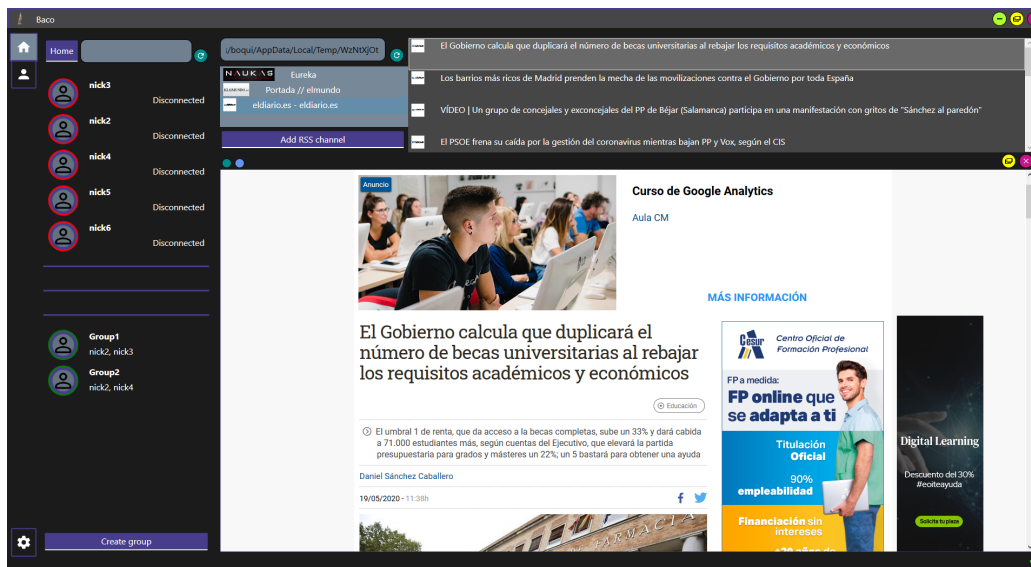 Baco
Home
nick3
Disconnected
nick2
Disconnected
nick4
Disconnected
nick5
Disconnected
nick6
Disconnected
Group1
nick2, nick3
Group2
nick2, nick4
Create group
:/boqui/AppData/Local/Temp/WzNtXjOt
NAUKAS
Eureka
ELMUNDO
Portada // elmundo
eldiario.es - eldiario.es
Add RSS channel
El Gobierno calcula que duplicará el número de becas universitarias al rebajar los requisitos académicos y económicos
Los barrios más ricos de Madrid prenden la mecha de las movilizaciones contra el Gobierno por toda España
VÍDEO | Un grupo de concejales y exconcejales del PP de Béjar (Salamanca) participa en una manifestación con gritos de "Sánchez al paredón"
El PSOE frena su caída por la gestión del coronavirus mientras bajan PP y Vox, según el CIS
Anuncio
Curso de Google Analytics
Aula CM
MÁS INFORMACIÓN
El Gobierno calcula que duplicará el
número de becas universitarias al rebajar
los requisitos académicos y económicos
Educación
El umbral 1 de renta, que da acceso a la becas completas, sube un 33% y dará cabida
a 71.000 estudiantes más, según cuentas del Ejecutivo, que elevará la partida
presupuestaria para grados y másteres un 22%; un 5 bastará para obtener una ayuda
Daniel Sánchez Caballero
19/05/2020 - 11:38h
FARMACIA
Cesur
Centro Oficial de
Formación Profesional
FP a medida:
FP online que
se adapta a ti
Titulación
Oficial
90%
empleabilidad
Financiación sin
intereses
+20 años de
Digital Learning
Descuento del 30%
#eoiteayuda
Solicita tu plaza